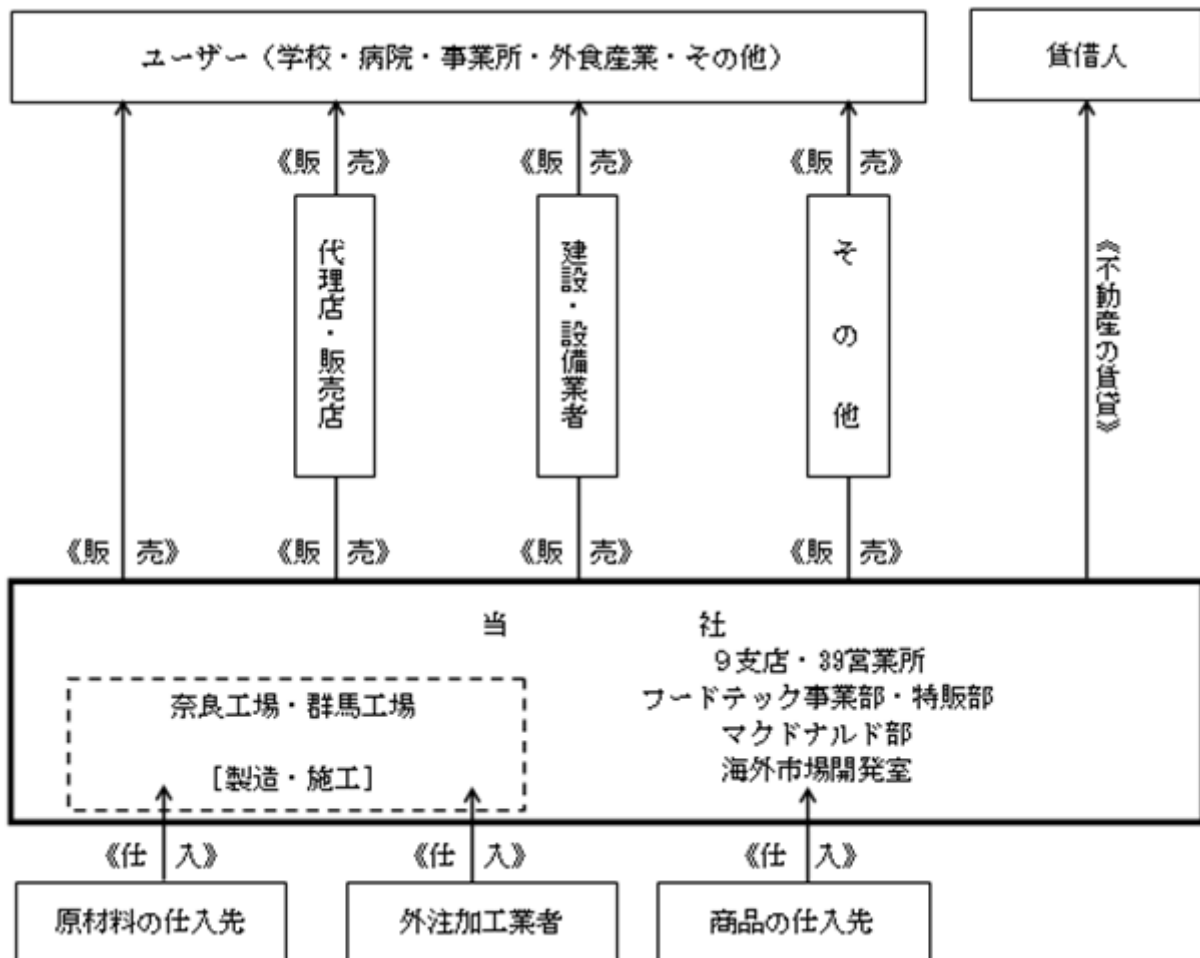 ユーザー（学校・病院・事業所・外食産業・その他）
賃借人
《販 売》
《販 売》
《販 売》
代理店・販売店
建設・設備業者
その他
《不動産の賃貸》
《販 売》
《販 売》
《販 売》
《販 売》
当 社
9支店・39営業所
フードテック事業部・特販部
マクドナルド部
海外市場開発室
奈良工場・群馬工場
[製造・施工]
《仕 入》
《仕 入》
《仕 入》
原材料の仕入先
外注加工業者
商品の仕入先